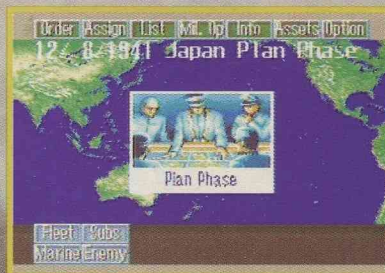 Order Assign List Mil. Op Info Assets Option
12/ 8/1941 Japan Plan Phase
Plan Phase
Fleet Subs
Marine Enemy